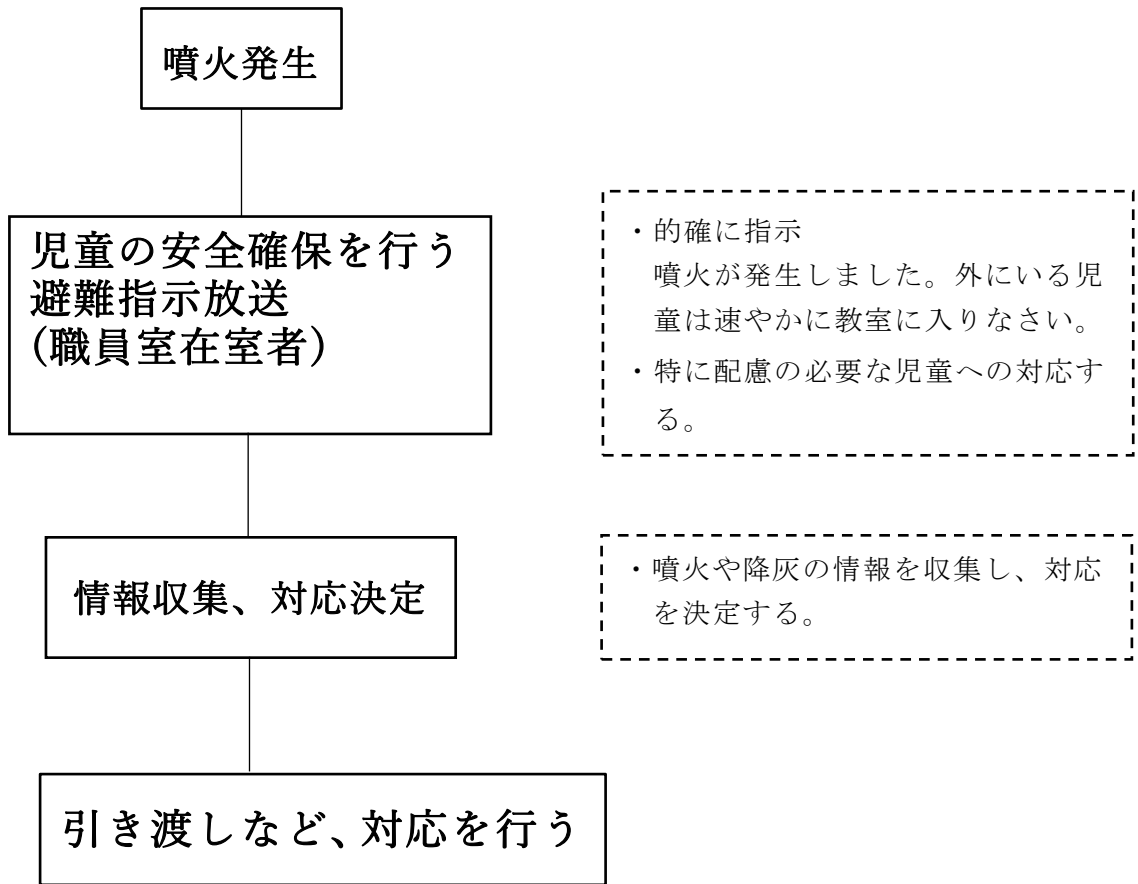 噴火発生
児童の安全確保を行う
避難指示放送
(職員室在室者)
・的確に指示
噴火が発生しました。外にいる児
童は速やかに教室に入りなさい。
・特に配慮の必要な児童への対応す
る。
情報収集、対応決定
・噴火や降灰の情報を収集し、対応
を決定する。
引き渡しなど、対応を行う